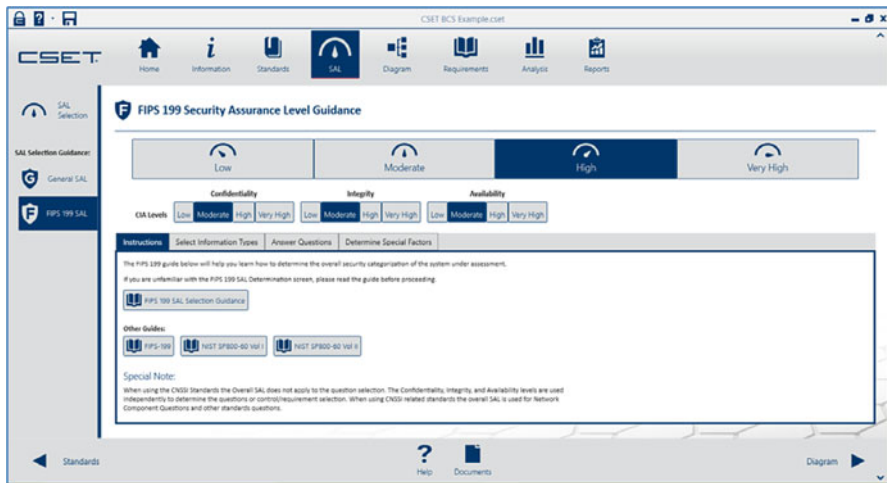 CSET BCS Example.cset
CSET
Home
Information
Standards
SAL
Diagram
Requirements
Analysis
Reports
SAL Selection
SAL Selection Guidance:
General SAL
FIPS 199 SAL
FIPS 199 Security Assurance Level Guidance
Low
Moderate
High
Very High
Confidentiality
Integrity
Availability
CIA Levels Low Moderate High Very High Low Moderate High Very High Low Moderate High Very High
Instructions Select Information Types Answer Questions Determine Special Factors
The FIPS 199 guide below will help you learn how to determine the overall security categorization of the system under assessment.
If you are unfamiliar with the FIPS 199 SAL Determination screen, please read the guide before proceeding.
FIPS 199 SAL Selection Guidance
Other Guides:
FIPS-199
NIST SP800-60 Vol I
NIST SP800-60 Vol II
Special Note:
When using the CNSSI Standards the Overall SAL does not apply to the question selection. The Confidentiality, Integrity, and Availability levels are used
independently to determine the questions or control/requirement selection. When using CNSSI related standards the overall SAL is used for Network
Component Questions and other standards questions.
Standards
? Help
Documents
Diagram